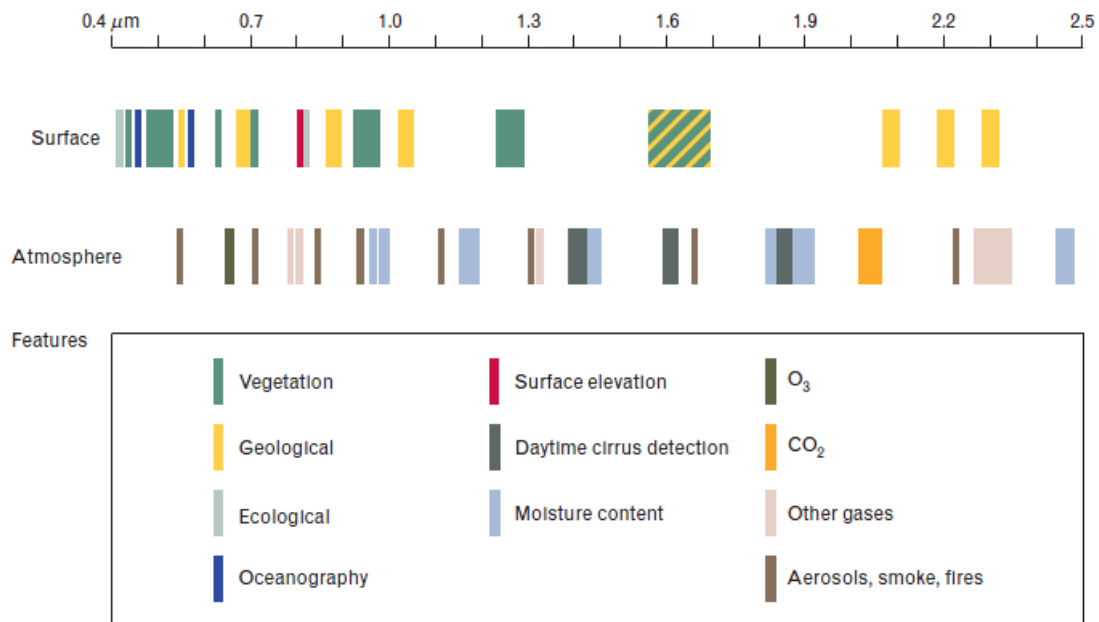 0.4 μm 0.7 1.0 1.3 1.6 1.9 2.2 2.5
Surface
Atmosphere
Features
Vegetation Surface elevation O₃
Geological Daytime cirrus detection CO₂
Ecological Moisture content Other gases
Oceanography Aerosols, smoke, fires